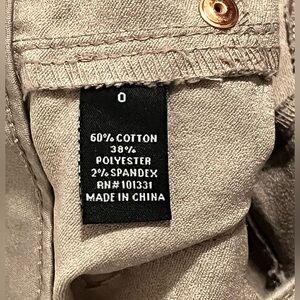 0
60% COTTON
38%
POLYESTER
2% SPANDEX
RN# 101331
MADE IN CHINA